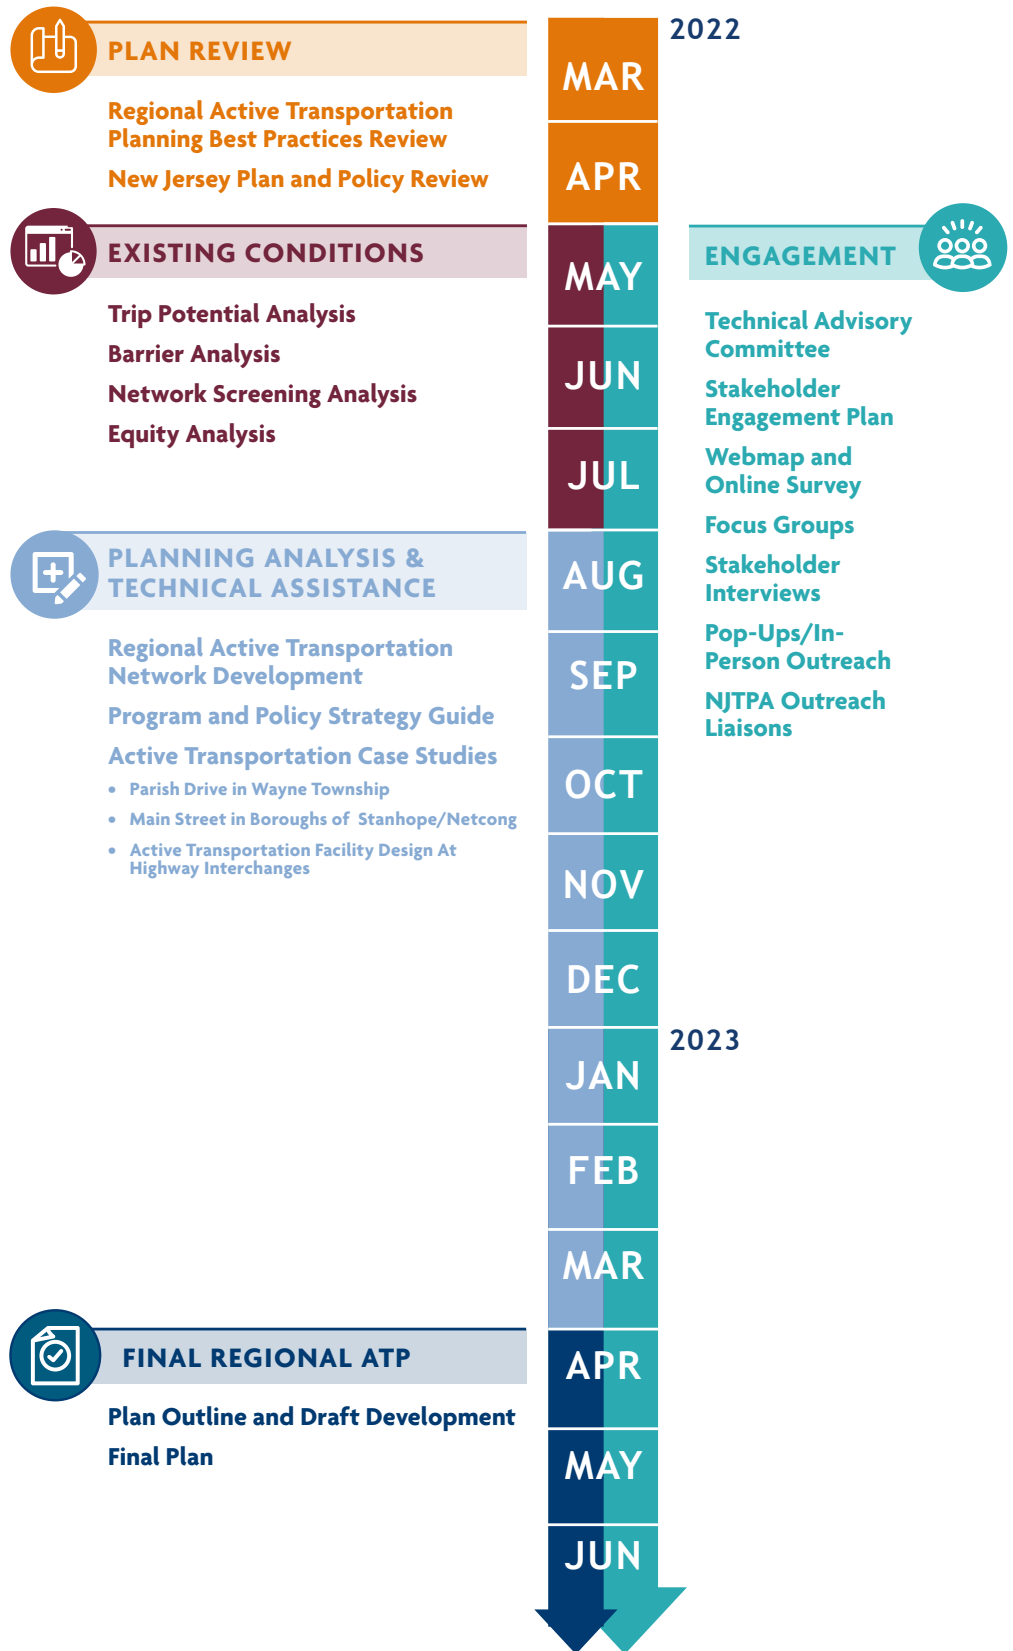 PLAN REVIEW
Regional Active Transportation
Planning Best Practices Review
New Jersey Plan and Policy Review
EXISTING CONDITIONS
Trip Potential Analysis
Barrier Analysis
Network Screening Analysis
Equity Analysis
PLANNING ANALYSIS &
TECHNICAL ASSISTANCE
Regional Active Transportation
Network Development
Program and Policy Strategy Guide
Active Transportation Case Studies
• Parish Drive in Wayne Township
• Main Street in Boroughs of Stanhope/Netcong
• Active Transportation Facility Design At
Highway Interchanges
FINAL REGIONAL ATP
Plan Outline and Draft Development
Final Plan
2022
MAR
APR
MAY
JUN
JUL
AUG
SEP
OCT
NOV
DEC
2023
JAN
FEB
MAR
APR
MAY
JUN
ENGAGEMENT
Technical Advisory
Committee
Stakeholder
Engagement Plan
Webmap and
Online Survey
Focus Groups
Stakeholder
Interviews
Pop-Ups/In-
Person Outreach
NJTPA Outreach
Liaisons